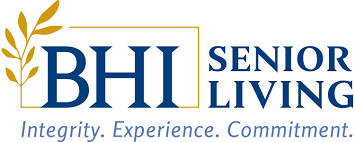 BHI SENIOR
LIVING
Integrity. Experience. Commitment.